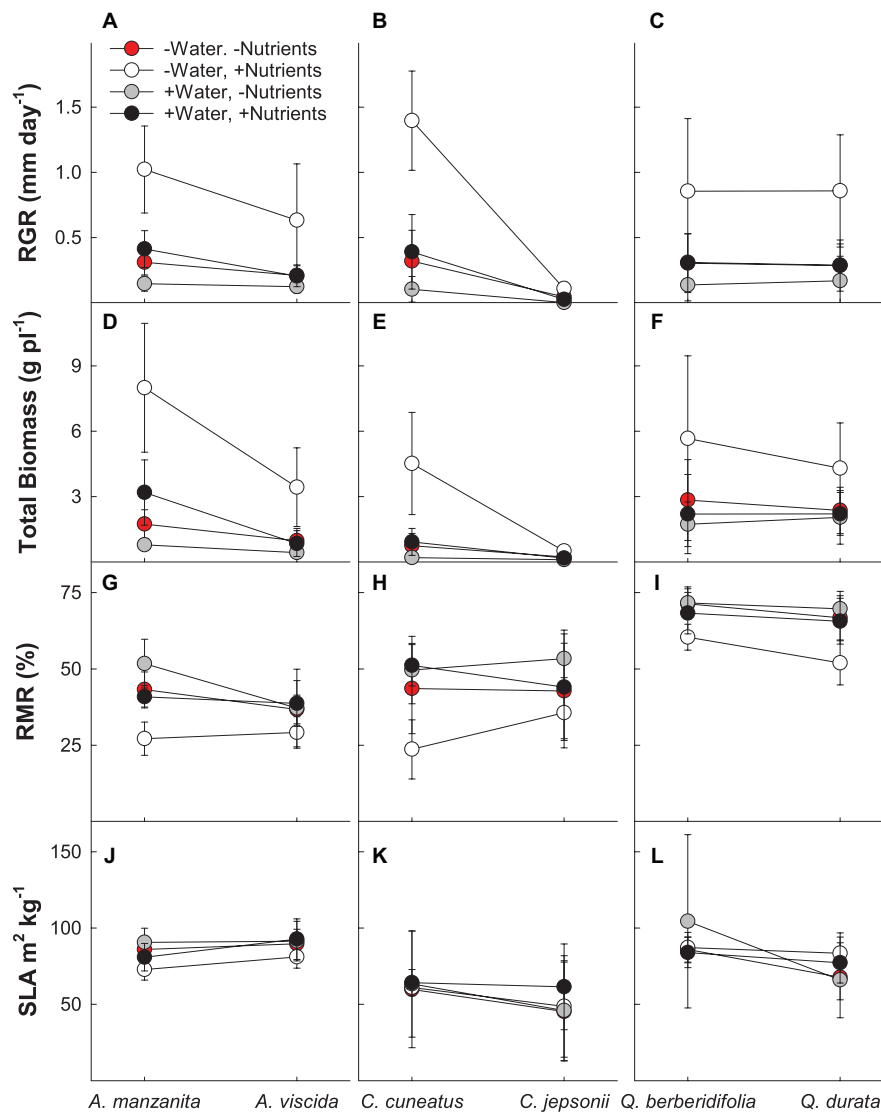 A
B
C
-Water. -Nutrients
-Water, +Nutrients
+Water, -Nutrients
+Water, +Nutrients
RGR (mm day⁻¹)
1.5
1.0
0.5
D
E
F
Total Biomass (g pl⁻¹)
9
6
3
G
H
I
RMR (%)
75
50
25
J
K
L
SLA m² kg⁻¹
150
100
50
A. manzanita A. viscida C. cuneatus C. jepsonii Q. berberidifolia Q. durata